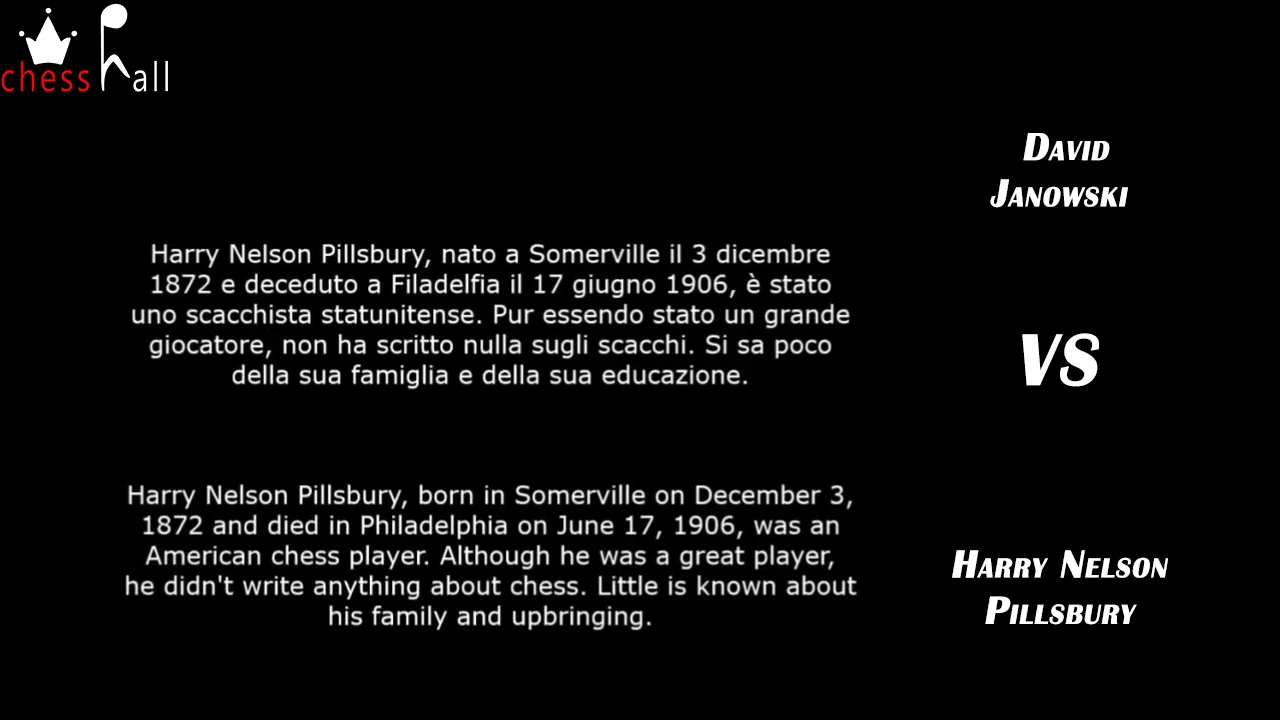 chess hall
Harry Nelson Pillsbury, nato a Somerville il 3 dicembre
1872 e deceduto a Filadelfia il 17 giugno 1906, è stato
uno scacchista statunitense. Pur essendo stato un grande
giocatore, non ha scritto nulla sugli scacchi. Si sa poco
della sua famiglia e della sua educazione.
Harry Nelson Pillsbury, born in Somerville on December 3,
1872 and died in Philadelphia on June 17, 1906, was an
American chess player. Although he was a great player,
he didn't write anything about chess. Little is known about
his family and upbringing.
David
Janowski
VS
Harry Nelson
Pillsbury